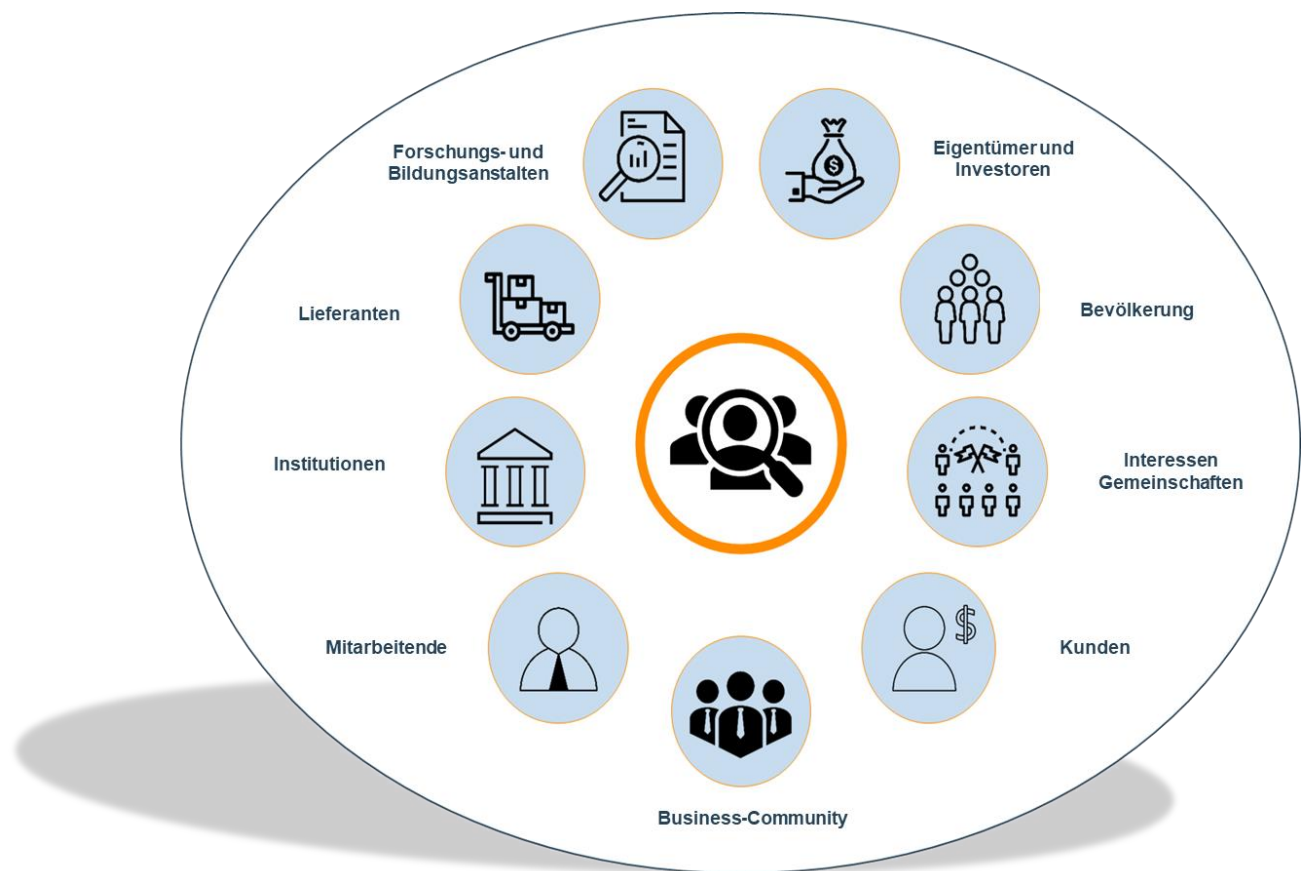 Forschungs- und
Bildungsanstalten
Eigentümer und
Investoren
Lieferanten
Bevölkerung
Institutionen
Interessen
Gemeinschaften
Mitarbeitende
Kunden
Business-Community
$
$